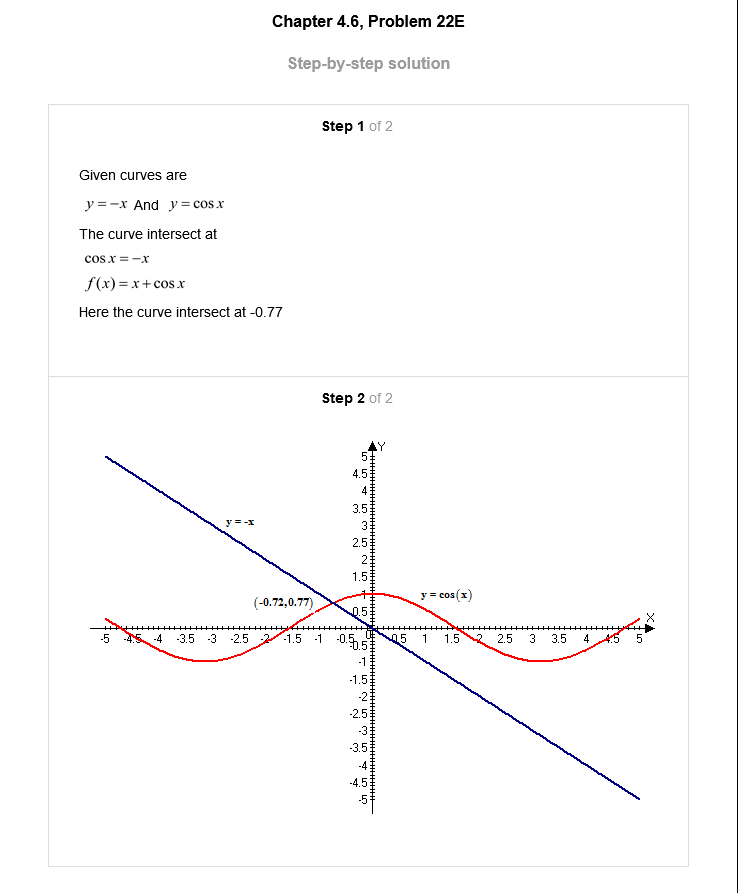 Chapter 4.6, Problem 22E
Step-by-step solution
Step 1 of 2
Given curves are
y = −x And y = cos x
The curve intersect at
cos x = −x
f(x) = x + cos x
Here the curve intersect at -0.77
Step 2 of 2
Y
5
4.5
4
3.5
3
y = -x
2.5
2
1.5
1
y = cos(x)
(-0.72,0.77)
0.5
X
-5 -4.5 -4 -3.5 -3 -2.5 -2 -1.5 -1 -0.5 0 0.5 1 1.5 2 2.5 3 3.5 4 4.5 5
-0.5
-1
-1.5
-2
-2.5
-3
-3.5
-4
-4.5
-5